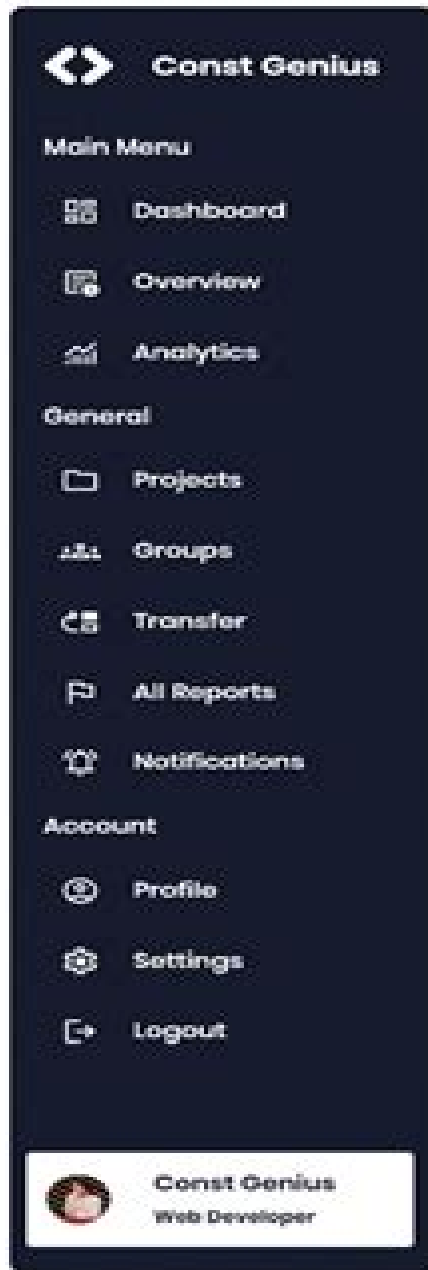 Const Genius
Main Menu
Dashboard
Overview
Analytics
General
Projects
Groups
Transfer
All Reports
Notifications
Account
Profile
Settings
Logout
Const Genius
Web Developer